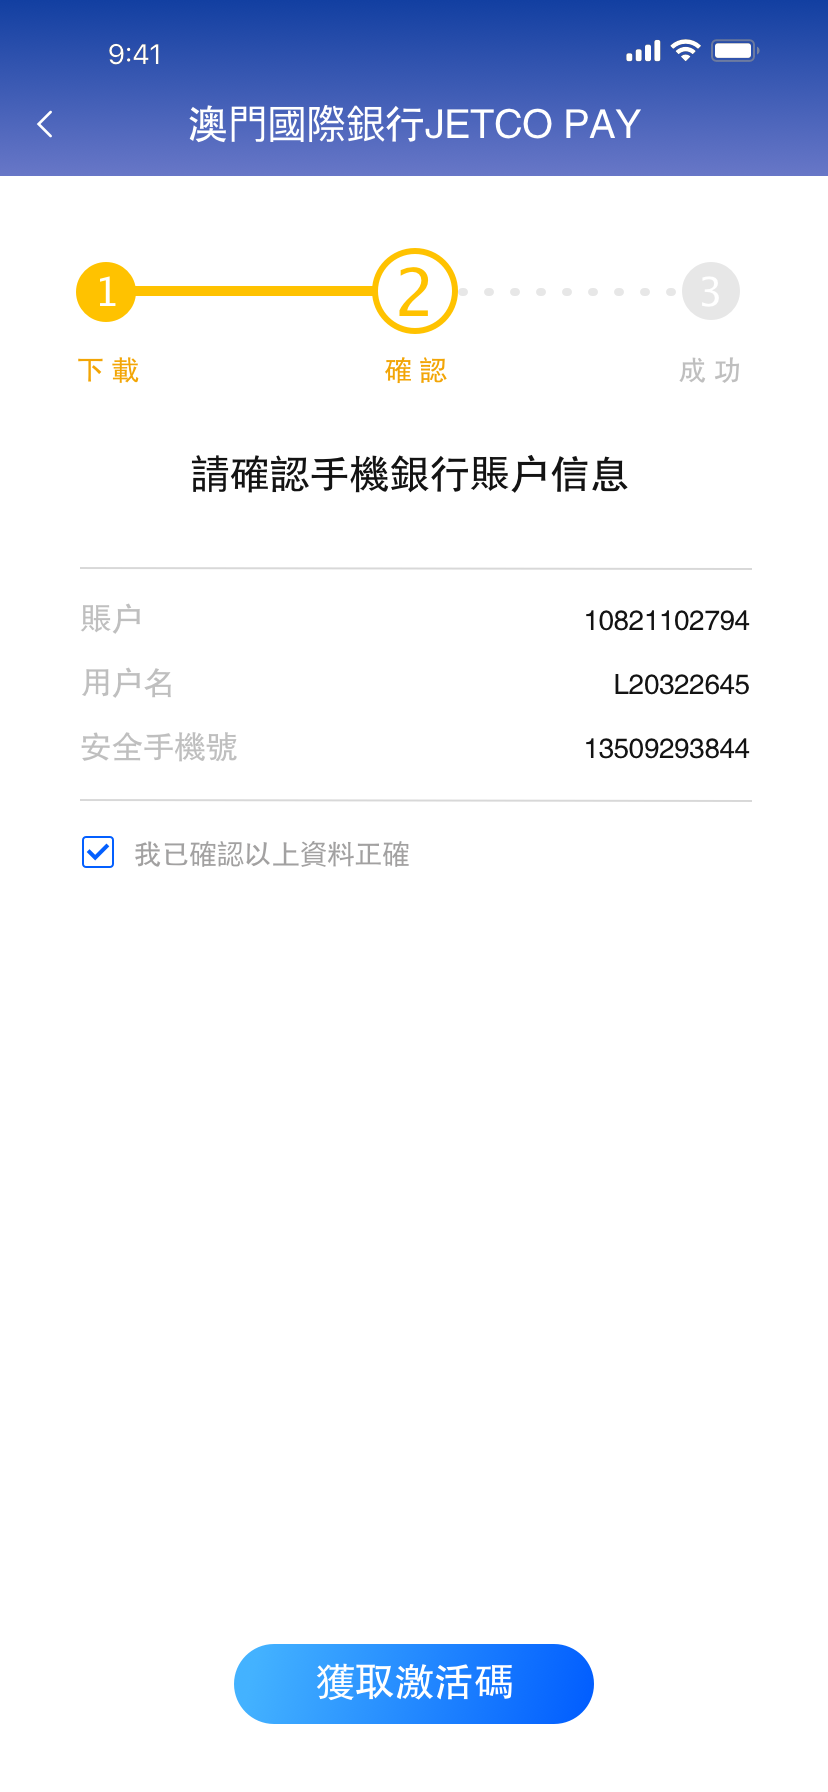 9:41
澳門國際銀行JETCO PAY
1 2 3
下載 確認 成功
請確認手機銀行賬户信息
賬户 10821102794
用户名 L20322645
安全手機號 13509293844
我已確認以上資料正確
獲取激活碼